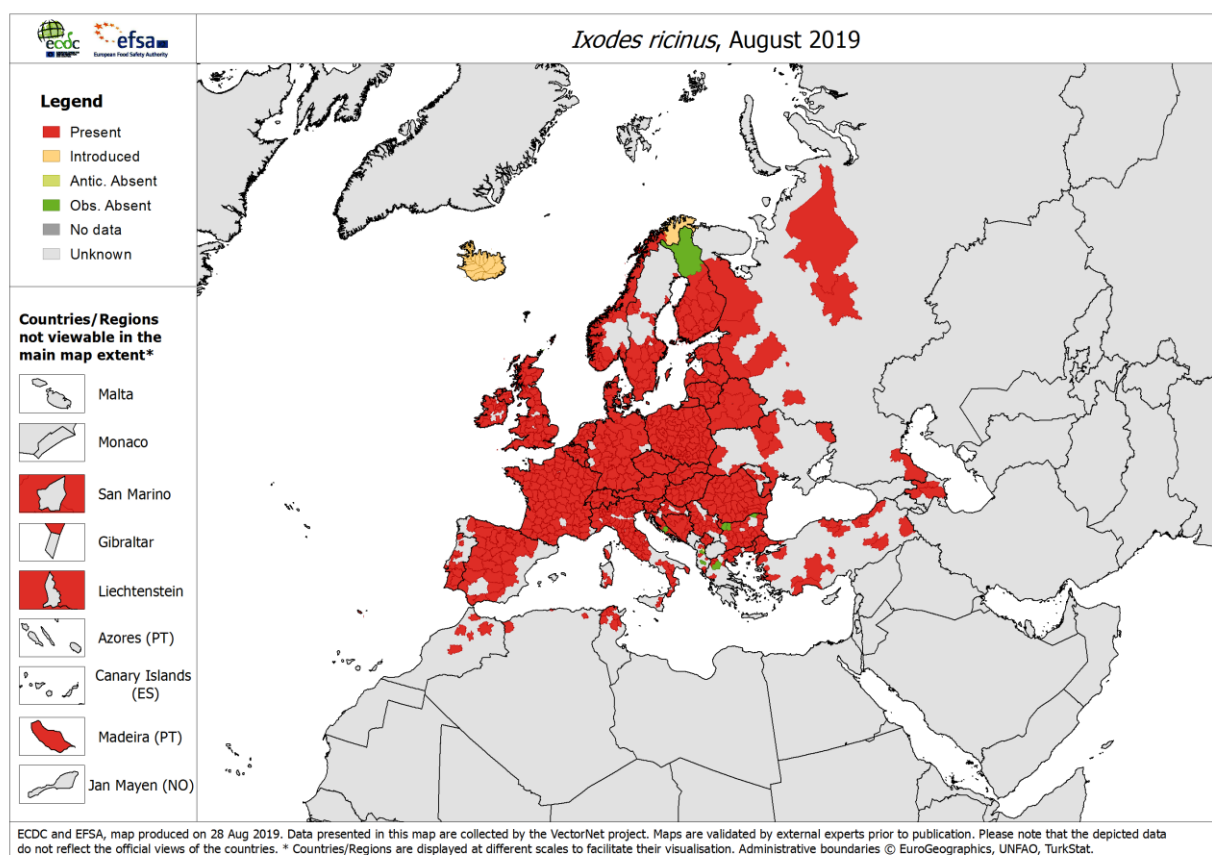 ecdc
efsa
European Food Safety Authority
Ixodes ricinus, August 2019
Legend
Present
Introduced
Antic. Absent
Obs. Absent
No data
Unknown
Countries/Regions
not viewable in the
main map extent*
Malta
Monaco
San Marino
Gibraltar
Liechtenstein
Azores (PT)
Canary Islands
(ES)
Madeira (PT)
Jan Mayen (NO)
ECDC and EFSA, map produced on 28 Aug 2019. Data presented in this map are collected by the VectorNet project. Maps are validated by external experts prior to publication. Please note that the depicted data
do not reflect the official views of the countries. * Countries/Regions are displayed at different scales to facilitate their visualisation. Administrative boundaries © EuroGeographics, UNFAO, TurkStat.